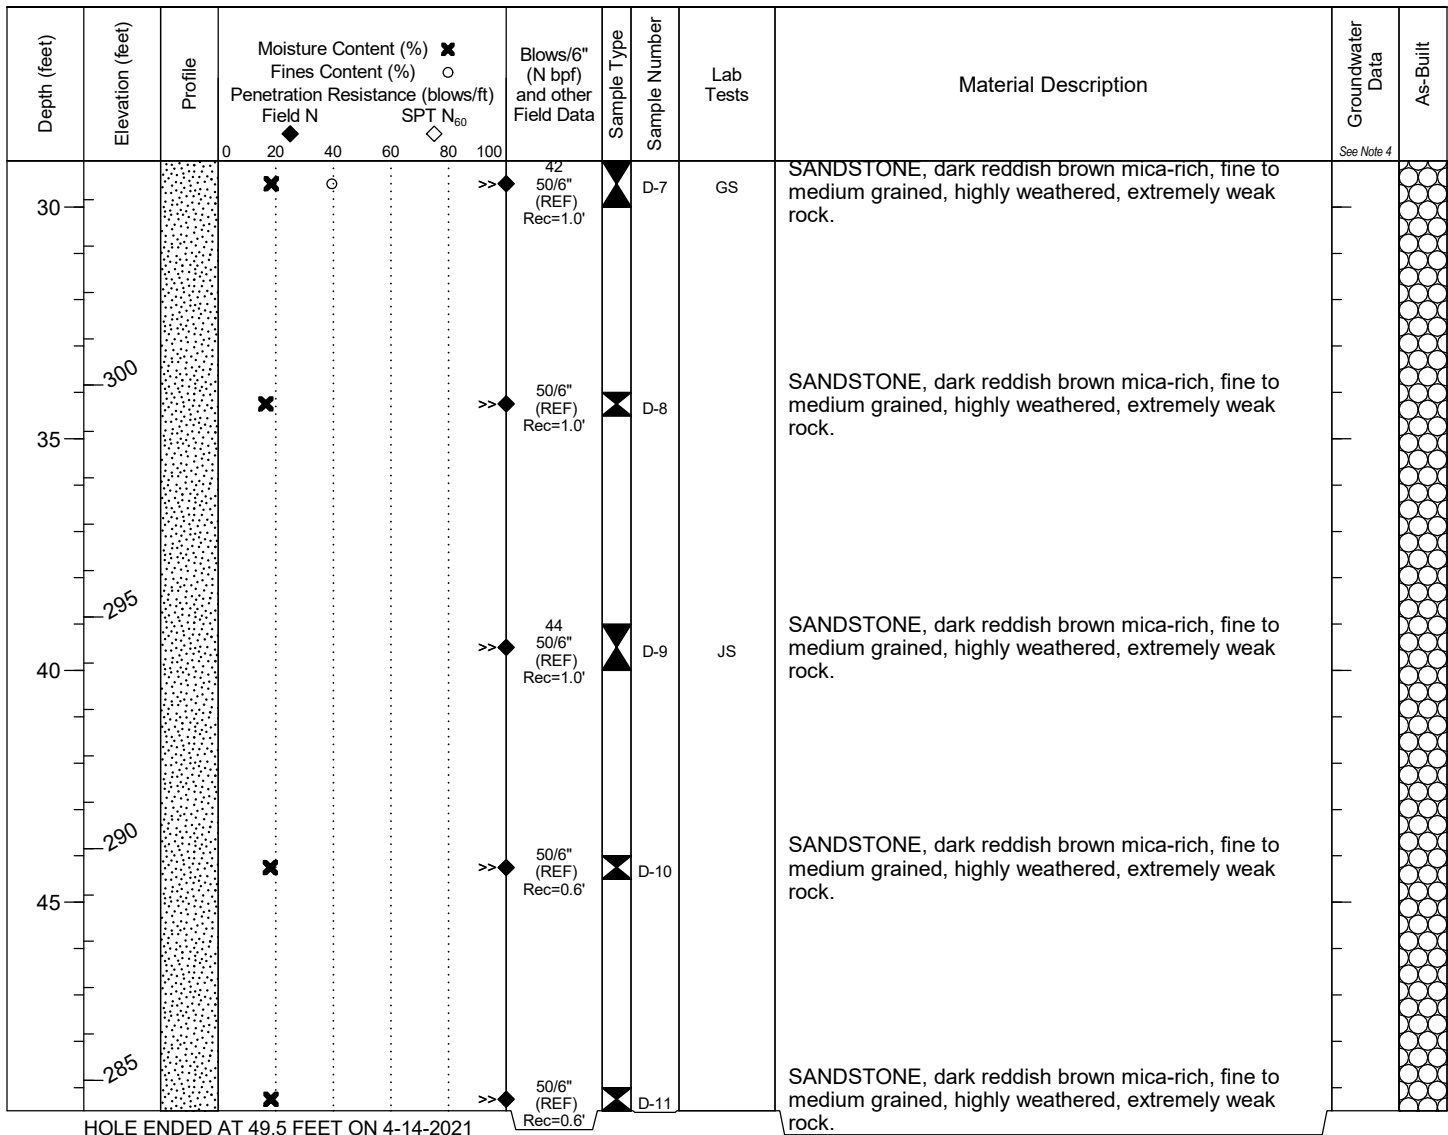 Depth (feet)
Elevation (feet)
Profile
Moisture Content (%)
Fines Content (%)
Penetration Resistance (blows/ft)
Field N SPT N60
0 20 40 60 80 100
Blows/6"
(N bpf)
and other
Field Data
Sample Type
Sample Number
Lab
Tests
Material Description
Groundwater
Data
See Note 4
As-Built
30
>>
42
50/6"
(REF)
Rec=1.0'
D-7
GS
SANDSTONE, dark reddish brown mica-rich, fine to
medium grained, highly weathered, extremely weak
rock.
300
35
>>
50/6"
(REF)
Rec=1.0'
D-8
SANDSTONE, dark reddish brown mica-rich, fine to
medium grained, highly weathered, extremely weak
rock.
295
40
>>
44
50/6"
(REF)
Rec=1.0'
D-9
JS
SANDSTONE, dark reddish brown mica-rich, fine to
medium grained, highly weathered, extremely weak
rock.
290
45
>>
50/6"
(REF)
Rec=0.6'
D-10
SANDSTONE, dark reddish brown mica-rich, fine to
medium grained, highly weathered, extremely weak
rock.
285
>>
50/6"
(REF)
Rec=0.6'
D-11
SANDSTONE, dark reddish brown mica-rich, fine to
medium grained, highly weathered, extremely weak
rock.
HOLE ENDED AT 49.5 FEET ON 4-14-2021